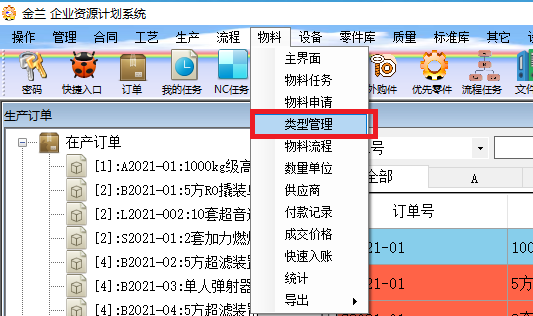 金兰 企业资源计划系统
操作 管理 合同 工艺 生产 流程 物料 设备 零件库 质量 标准库 其它
密码 快捷入口 订单 我的任务 NC任务 外购件 优先零件 流程任务 文件
主界面
物料任务
物料申请
类型管理
物料流程
数量单位
供应商
付款记录
成交价格
快速入账
统计
导出
生产订单
在产订单
[1]:A2021-01:1000kg级高
[2]:B2021-01:5方RO撬装
[2]:L2021-002:10套超音
[2]:S2021-01:2套加力燃
[4]:B2021-02:5方超滤装置
[4]:B2021-03:单人弹射器
[4]:B2021-04:5方超滤装
号
全部 A
订单号
21-01 100
21-01 5方